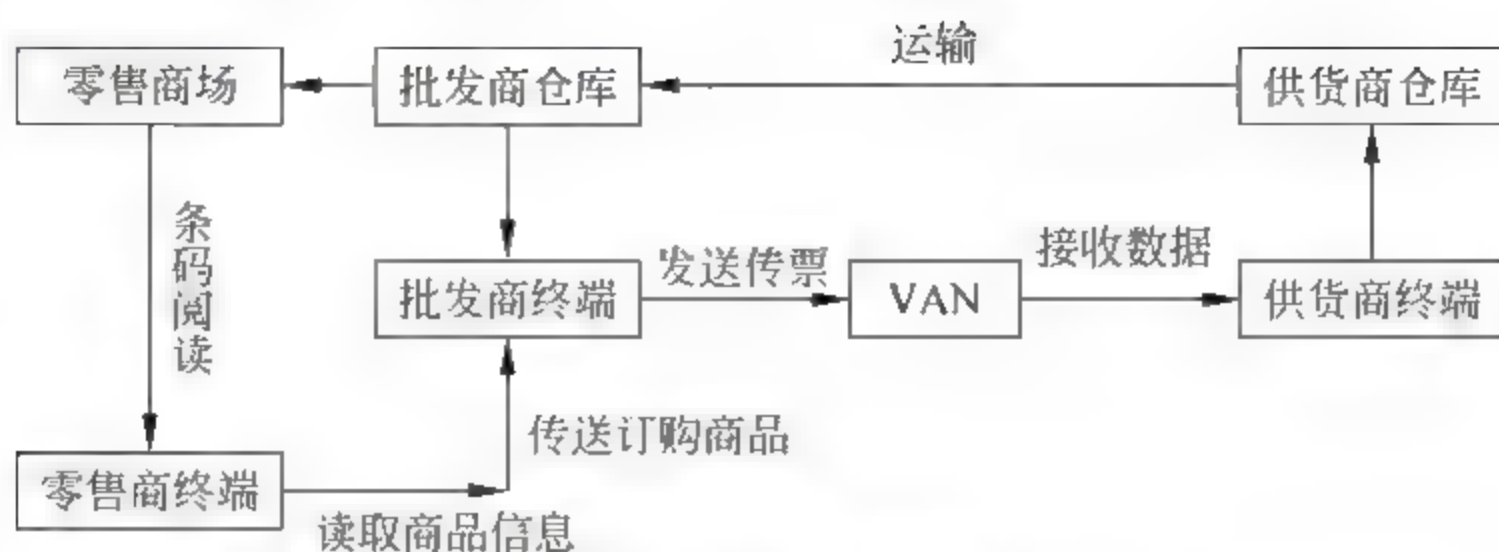 运输
零售商场
批发商仓库
供货商仓库
条码阅读
发送传票
接收数据
批发商终端
VAN
供货商终端
传送订购商品
零售商终端
读取商品信息